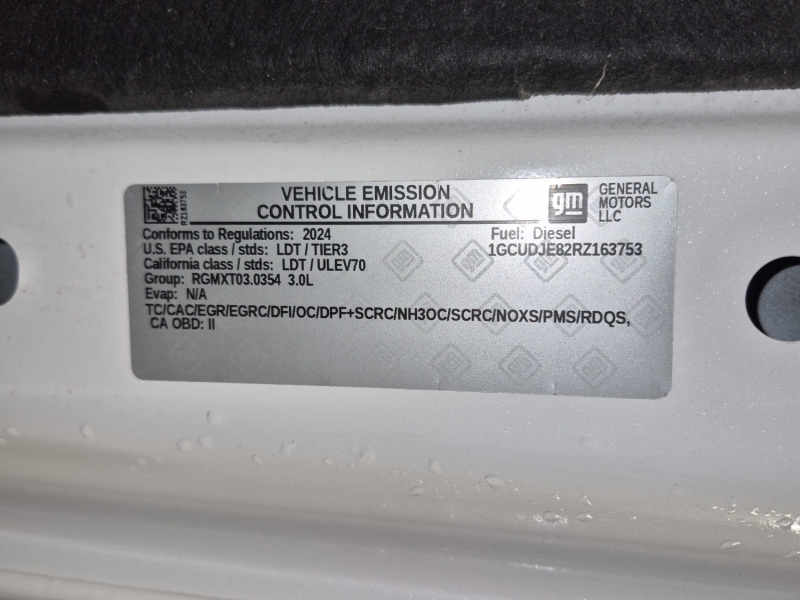 RZ163753
VEHICLE EMISSION
CONTROL INFORMATION
gm
GENERAL
MOTORS
LLC
Conforms to Regulations: 2024
Fuel: Diesel
U.S. EPA class / stds: LDT / TIER3
1GCUDJE82RZ163753
California class / stds: LDT / ULEV70
Group: RGMXT03.0354 3.0L
Evap: N/A
TC/CAC/EGR/EGRC/DFI/OC/DPF+SCRC/NH3OC/SCRC/NOXS/PMS/RDQS,
CA OBD: II